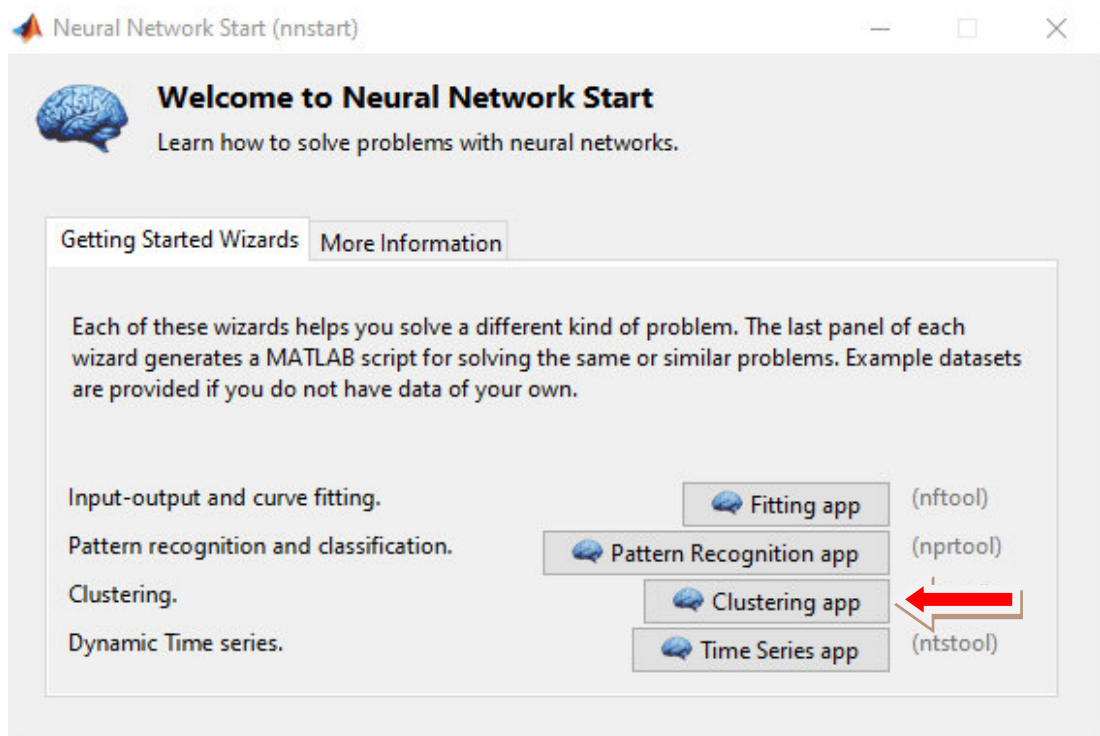 Neural Network Start (nnstart)
Welcome to Neural Network Start
Learn how to solve problems with neural networks.
Getting Started Wizards More Information
Each of these wizards helps you solve a different kind of problem. The last panel of each
wizard generates a MATLAB script for solving the same or similar problems. Example datasets
are provided if you do not have data of your own.
Input-output and curve fitting. Fitting app (nftool)
Pattern recognition and classification. Pattern Recognition app (nprtool)
Clustering. Clustering app
Dynamic Time series. Time Series app (ntstool)